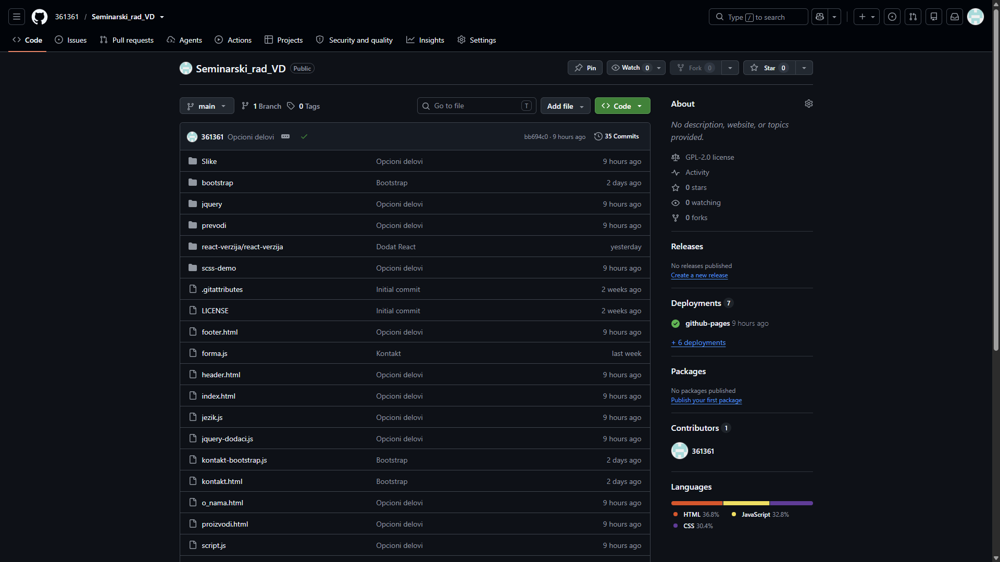 361361 / Seminarski_rad_VD
Type / to search
Code
Issues
Pull requests
Agents
Actions
Projects
Security and quality
Insights
Settings
Seminarski_rad_VD Public
Pin
Watch 0
Fork 0
Star 0
main
1 Branch
0 Tags
Go to file T
Add file
Code
361361 Opcioni delovi
bb694c0 · 9 hours ago
35 Commits
Slike Opcioni delovi 9 hours ago
bootstrap Bootstrap 2 days ago
jquery Opcioni delovi 9 hours ago
prevodi Opcioni delovi 9 hours ago
react-verzija/react-verzija Dodat React yesterday
scss-demo Opcioni delovi 9 hours ago
.gitattributes Initial commit 2 weeks ago
LICENSE Initial commit 2 weeks ago
footer.html Opcioni delovi 9 hours ago
forma.js Kontakt last week
header.html Opcioni delovi 9 hours ago
index.html Opcioni delovi 9 hours ago
jezik.js Opcioni delovi 9 hours ago
jquery-dodaci.js Opcioni delovi 9 hours ago
kontakt-bootstrap.js Bootstrap 2 days ago
kontakt.html Bootstrap 2 days ago
o_nama.html Opcioni delovi 9 hours ago
proizvodi.html Opcioni delovi 9 hours ago
script.js Opcioni delovi 9 hours ago
About
No description, website, or topics
provided.
GPL-2.0 license
Activity
0 stars
0 watching
0 forks
Releases
No releases published
Create a new release
Deployments 7
github-pages 9 hours ago
+ 6 deployments
Packages
No packages published
Publish your first package
Contributors 1
361361
Languages
HTML 36.8% JavaScript 32.8%
CSS 30.4%